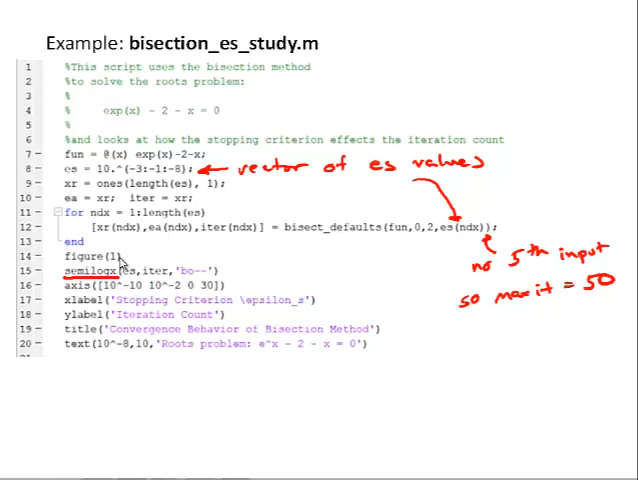 Example: bisection_es_study.m
1 %This script uses the bisection method
2 %to solve the roots problem:
3 %
4 % exp(x) - 2 - x = 0
5 %
6 %and looks at how the stopping criterion effects the iteration count
7 - fun = @(x) exp(x)-2-x;
8 - es = 10.^(-3:-1:-8); ← vector of es values
9 - xr = ones(length(es), 1);
10 - ea = xr; iter = xr;
11 - for ndx = 1:length(es)
12 - [xr(ndx),ea(ndx),iter(ndx)] = bisect_defaults(fun,0,2,es(ndx));
13 - end
14 - figure(1)
no 5th input
15 - semilogx(es,iter,'bo--')
so maxit = 50
16 - axis([10^-10 10^-2 0 30])
17 - xlabel('Stopping Criterion \epsilon_s')
18 - ylabel('Iteration Count')
19 - title('Convergence Behavior of Bisection Method')
20 - text(10^-8,10,'Roots problem: e^x - 2 - x = 0')